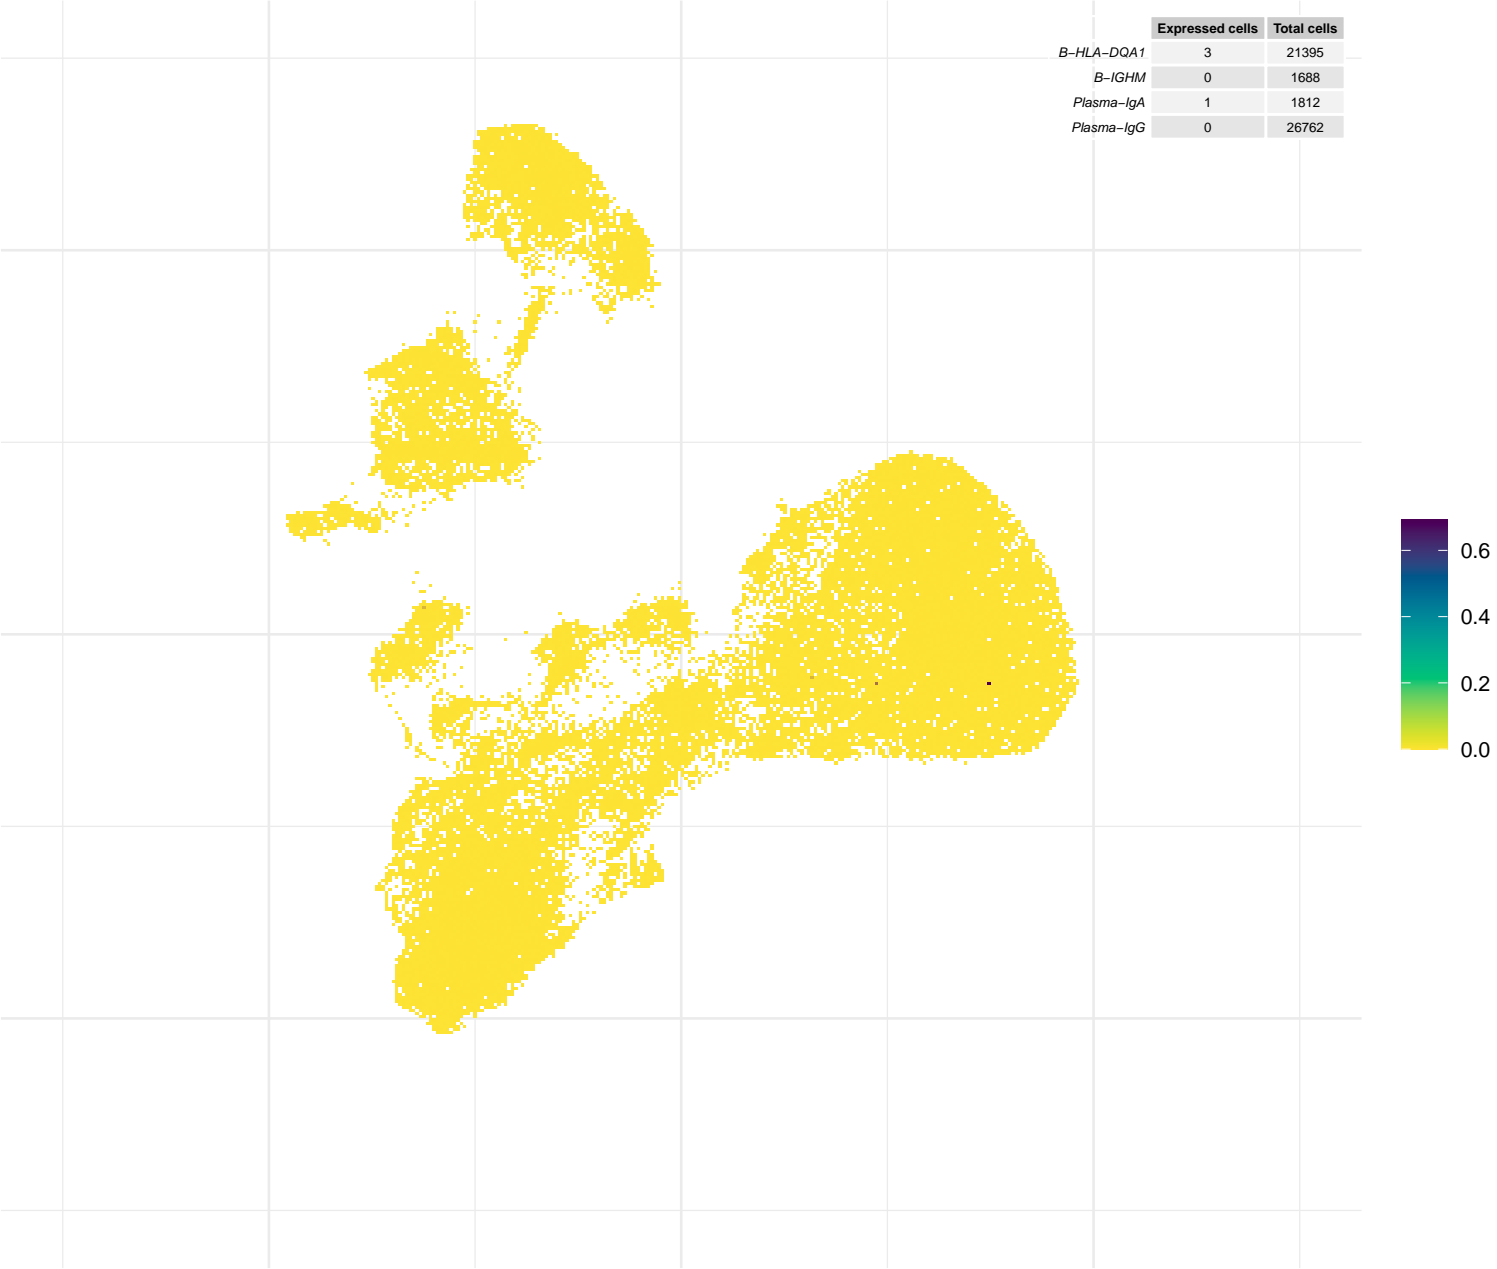 Expressed cells Total cells
B−HLA−DQA1 3 21395
B−IGHM 0 1688
Plasma−IgA 1 1812
Plasma−IgG 0 26762
0.6
0.4
0.2
0.0